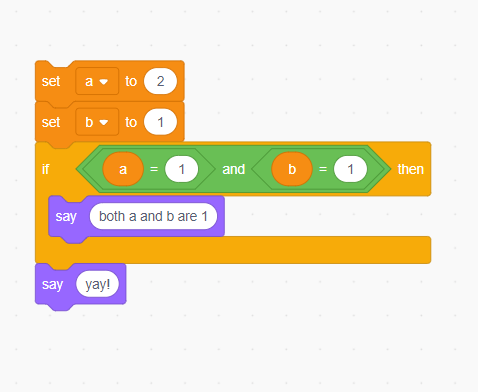 set a to 2
set b to 1
if a = 1 and b = 1 then
say both a and b are 1
say yay!